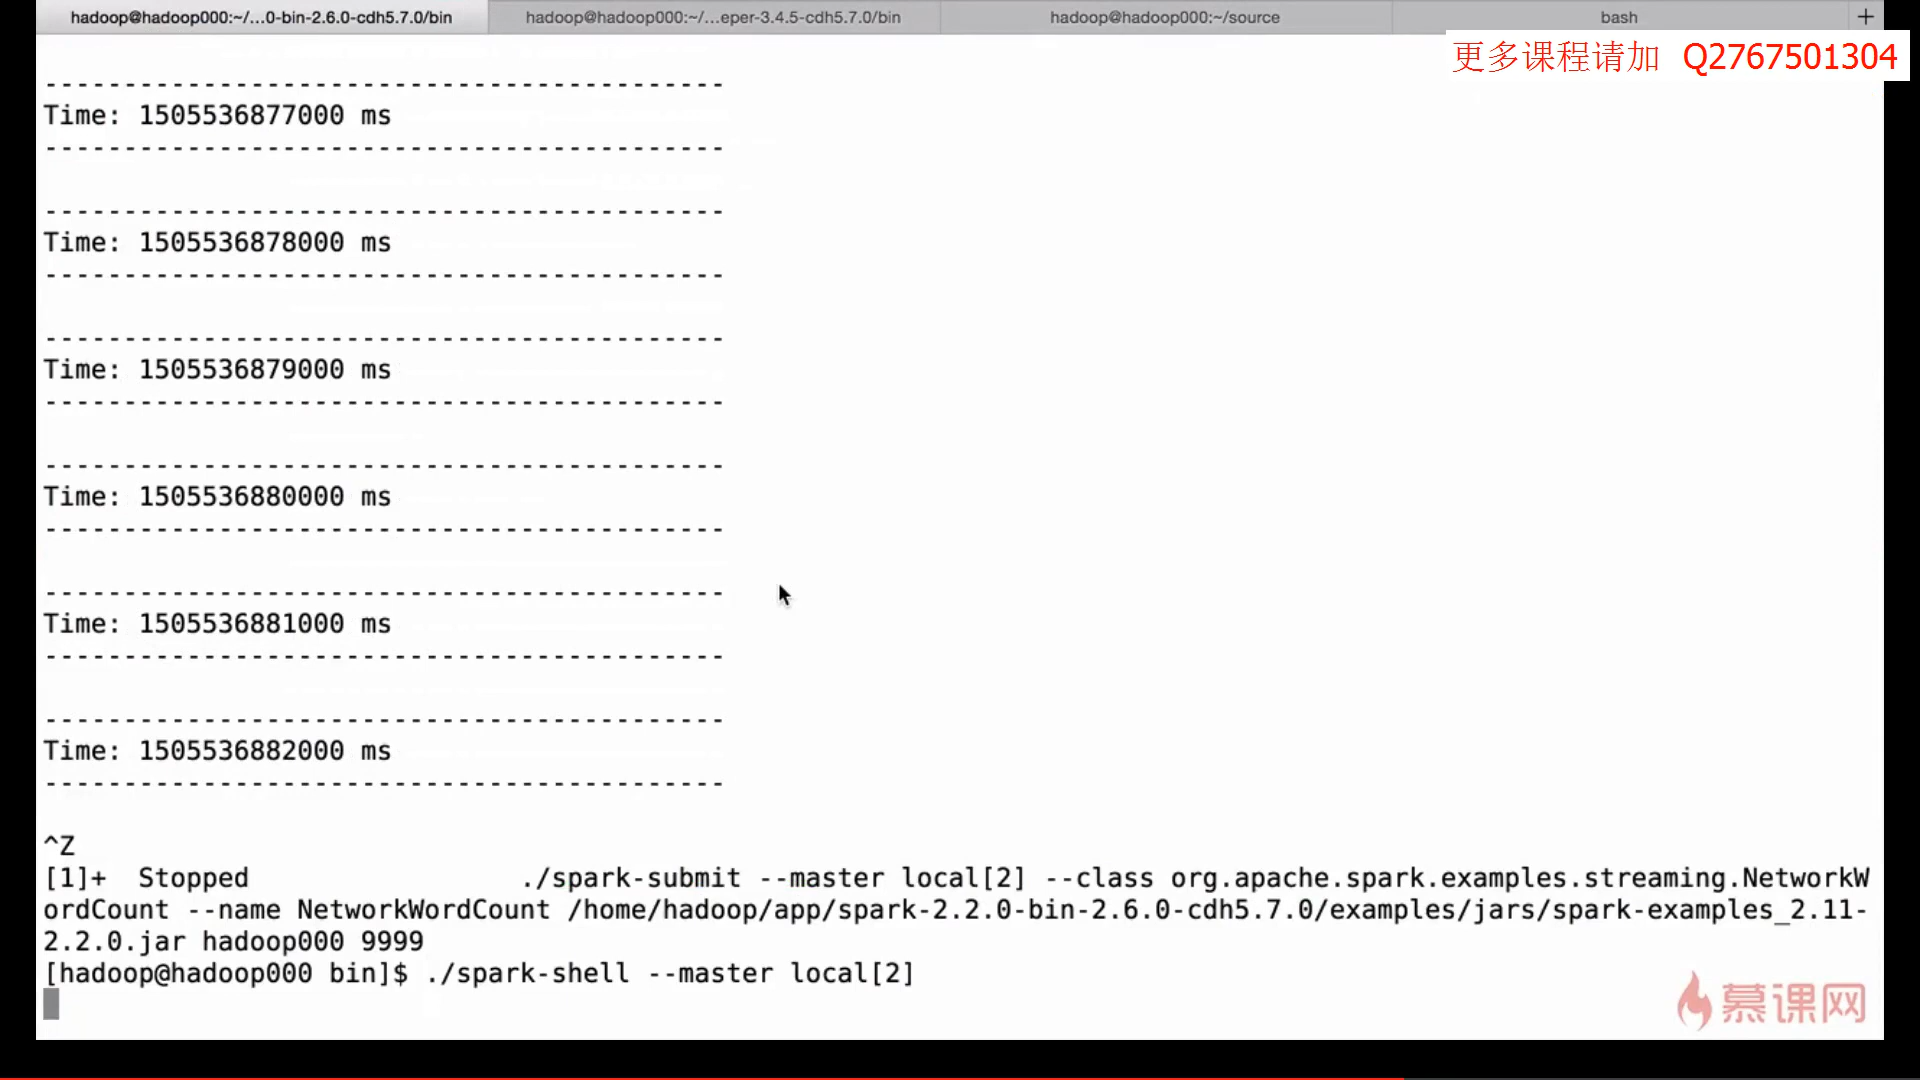 hadoop@hadoop000:~/...0-bin-2.6.0-cdh5.7.0/bin
hadoop@hadoop000:~/...eper-3.4.5-cdh5.7.0/bin
hadoop@hadoop000:~/source
bash
+
更多课程请加 Q2767501304
-------------------------------------------
Time: 1505536877000 ms
-------------------------------------------
-------------------------------------------
Time: 1505536878000 ms
-------------------------------------------
-------------------------------------------
Time: 1505536879000 ms
-------------------------------------------
-------------------------------------------
Time: 1505536880000 ms
-------------------------------------------
-------------------------------------------
Time: 1505536881000 ms
-------------------------------------------
-------------------------------------------
Time: 1505536882000 ms
-------------------------------------------
^Z
[1]+  Stopped                 ./spark-submit --master local[2] --class org.apache.spark.examples.streaming.NetworkW
ordCount --name NetworkWordCount /home/hadoop/app/spark-2.2.0-bin-2.6.0-cdh5.7.0/examples/jars/spark-examples_2.11-
2.2.0.jar hadoop000 9999
[hadoop@hadoop000 bin]$ ./spark-shell --master local[2]
慕课网